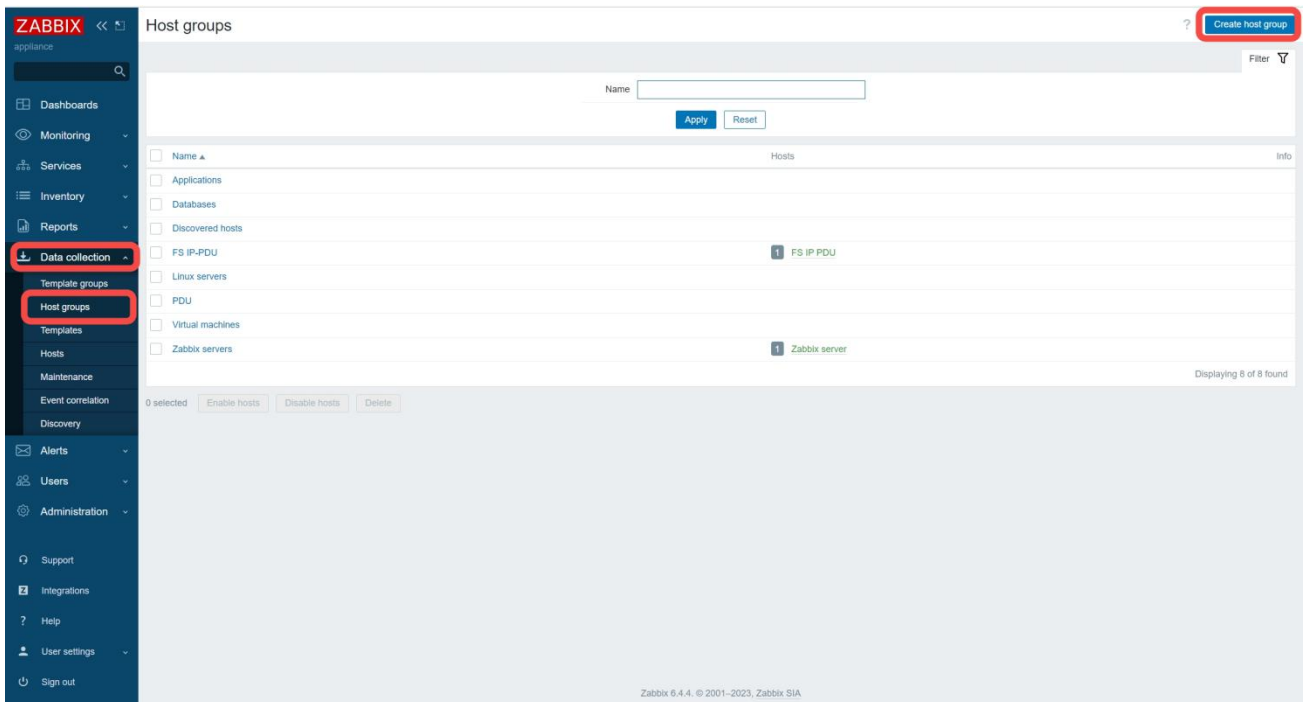 ZABBIX
appliance
Dashboards
Monitoring
Services
Inventory
Reports
Data collection
Template groups
Host groups
Templates
Hosts
Maintenance
Event correlation
Discovery
Alerts
Users
Administration
Support
Z Integrations
? Help
User settings
Sign out
Host groups
? Create host group
Filter
Name
Apply Reset
Name Hosts Info
Applications
Databases
Discovered hosts
FS IP-PDU 1 FS IP PDU
Linux servers
PDU
Virtual machines
Zabbix servers 1 Zabbix server
Displaying 8 of 8 found
0 selected Enable hosts Disable hosts Delete
Zabbix 6.4.4. © 2001–2023, Zabbix SIA